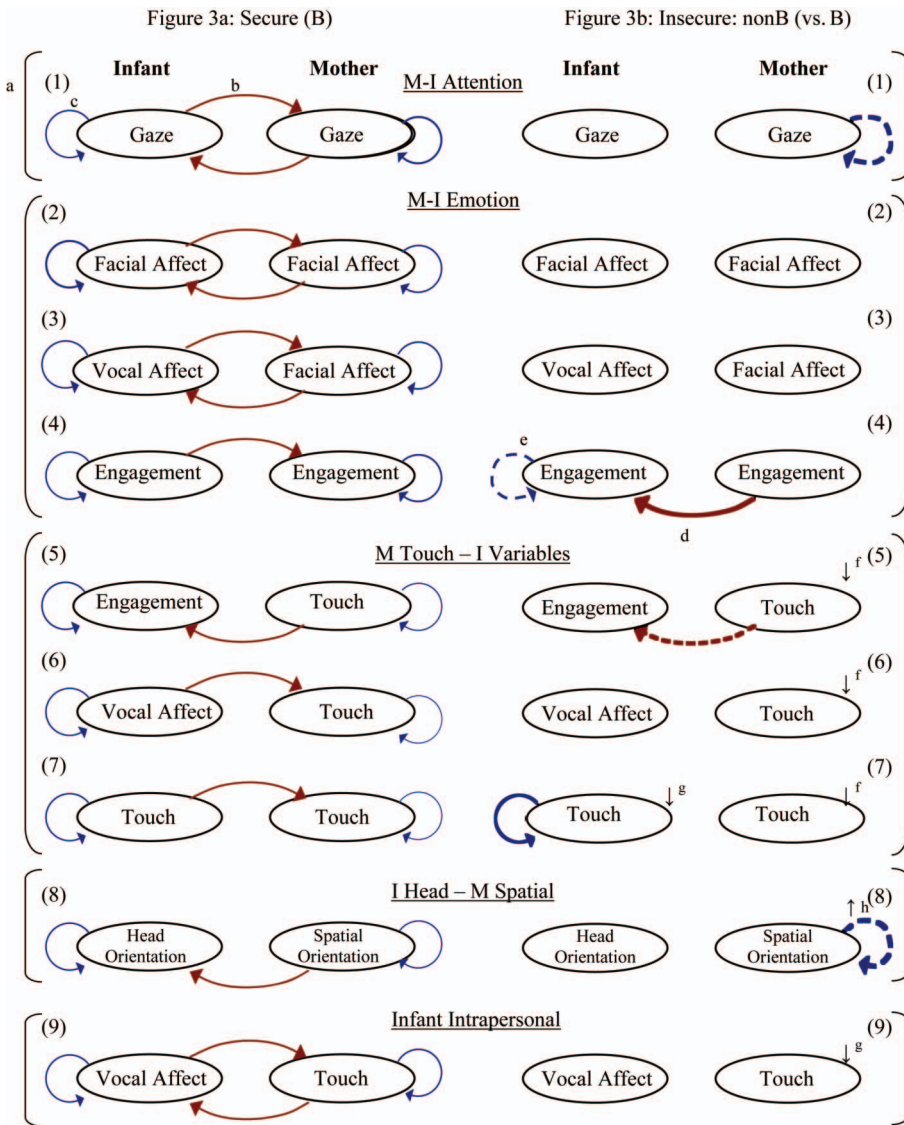 Figure 3a: Secure (B) Figure 3b: Insecure: nonB (vs. B)
a (1) Infant b Mother M-I Attention Infant Mother (1)
c Gaze Gaze Gaze Gaze
M-I Emotion
(2) (2)
Facial Affect Facial Affect Facial Affect Facial Affect
(3) (3)
Vocal Affect Facial Affect Vocal Affect Facial Affect
(4) (4)
e
Engagement Engagement Engagement Engagement
d
M Touch – I Variables
(5) ↓ f (5)
Engagement Touch Engagement Touch
(6) ↓ f (6)
Vocal Affect Touch Vocal Affect Touch
(7) (7)
↓ g ↓ f
Touch Touch Touch Touch
I Head – M Spatial
(8) ↑ h (8)
Head Spatial Head Spatial
Orientation Orientation Orientation Orientation
Infant Intrapersonal
(9) (9)
↓ g
Vocal Affect Touch Vocal Affect Touch